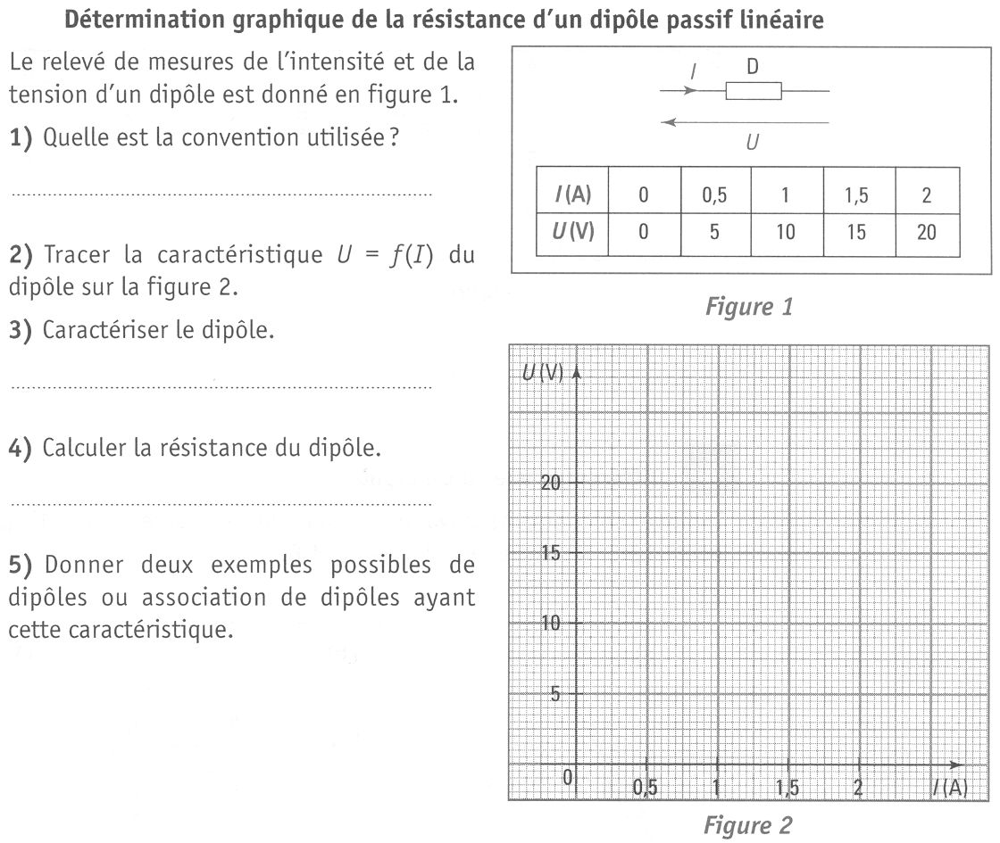 Détermination graphique de la résistance d'un dipôle passif linéaire
Le relevé de mesures de l'intensité et de la
tension d'un dipôle est donné en figure 1.
1) Quelle est la convention utilisée ?
2) Tracer la caractéristique U = f(I) du
dipôle sur la figure 2.
3) Caractériser le dipôle.
4) Calculer la résistance du dipôle.
5) Donner deux exemples possibles de
dipôles ou association de dipôles ayant
cette caractéristique.
I D
U
I (A) 0 0,5 1 1,5 2
U (V) 0 5 10 15 20
Figure 1
U (V)
20
15
10
5
0 0,5 1 1,5 2 I (A)
Figure 2